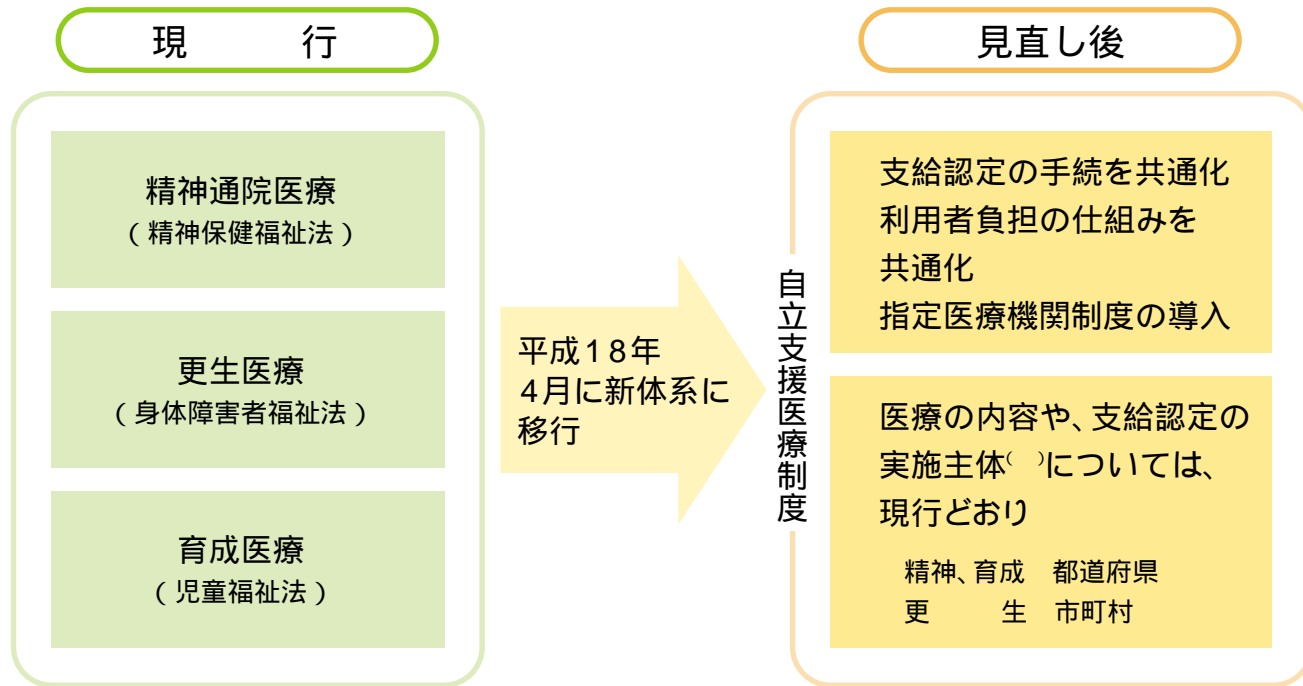 現　　　行
精神通院医療
（精神保健福祉法）
更生医療
（身体障害者福祉法）
育成医療
（児童福祉法）
平成18年
4月に新体系に
移行
見直し後
自立支援医療制度
支給認定の手続を共通化
利用者負担の仕組みを
共通化
指定医療機関制度の導入
医療の内容や、支給認定の
実施主体（　）については、
現行どおり
精神、育成　都道府県
更　　　生　市町村